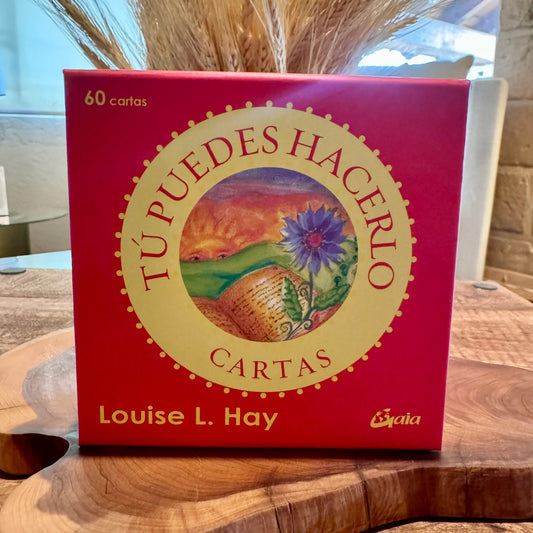 60 cartas
TÚ PUEDES HACERLO
CARTAS
Louise L. Hay
Gaia